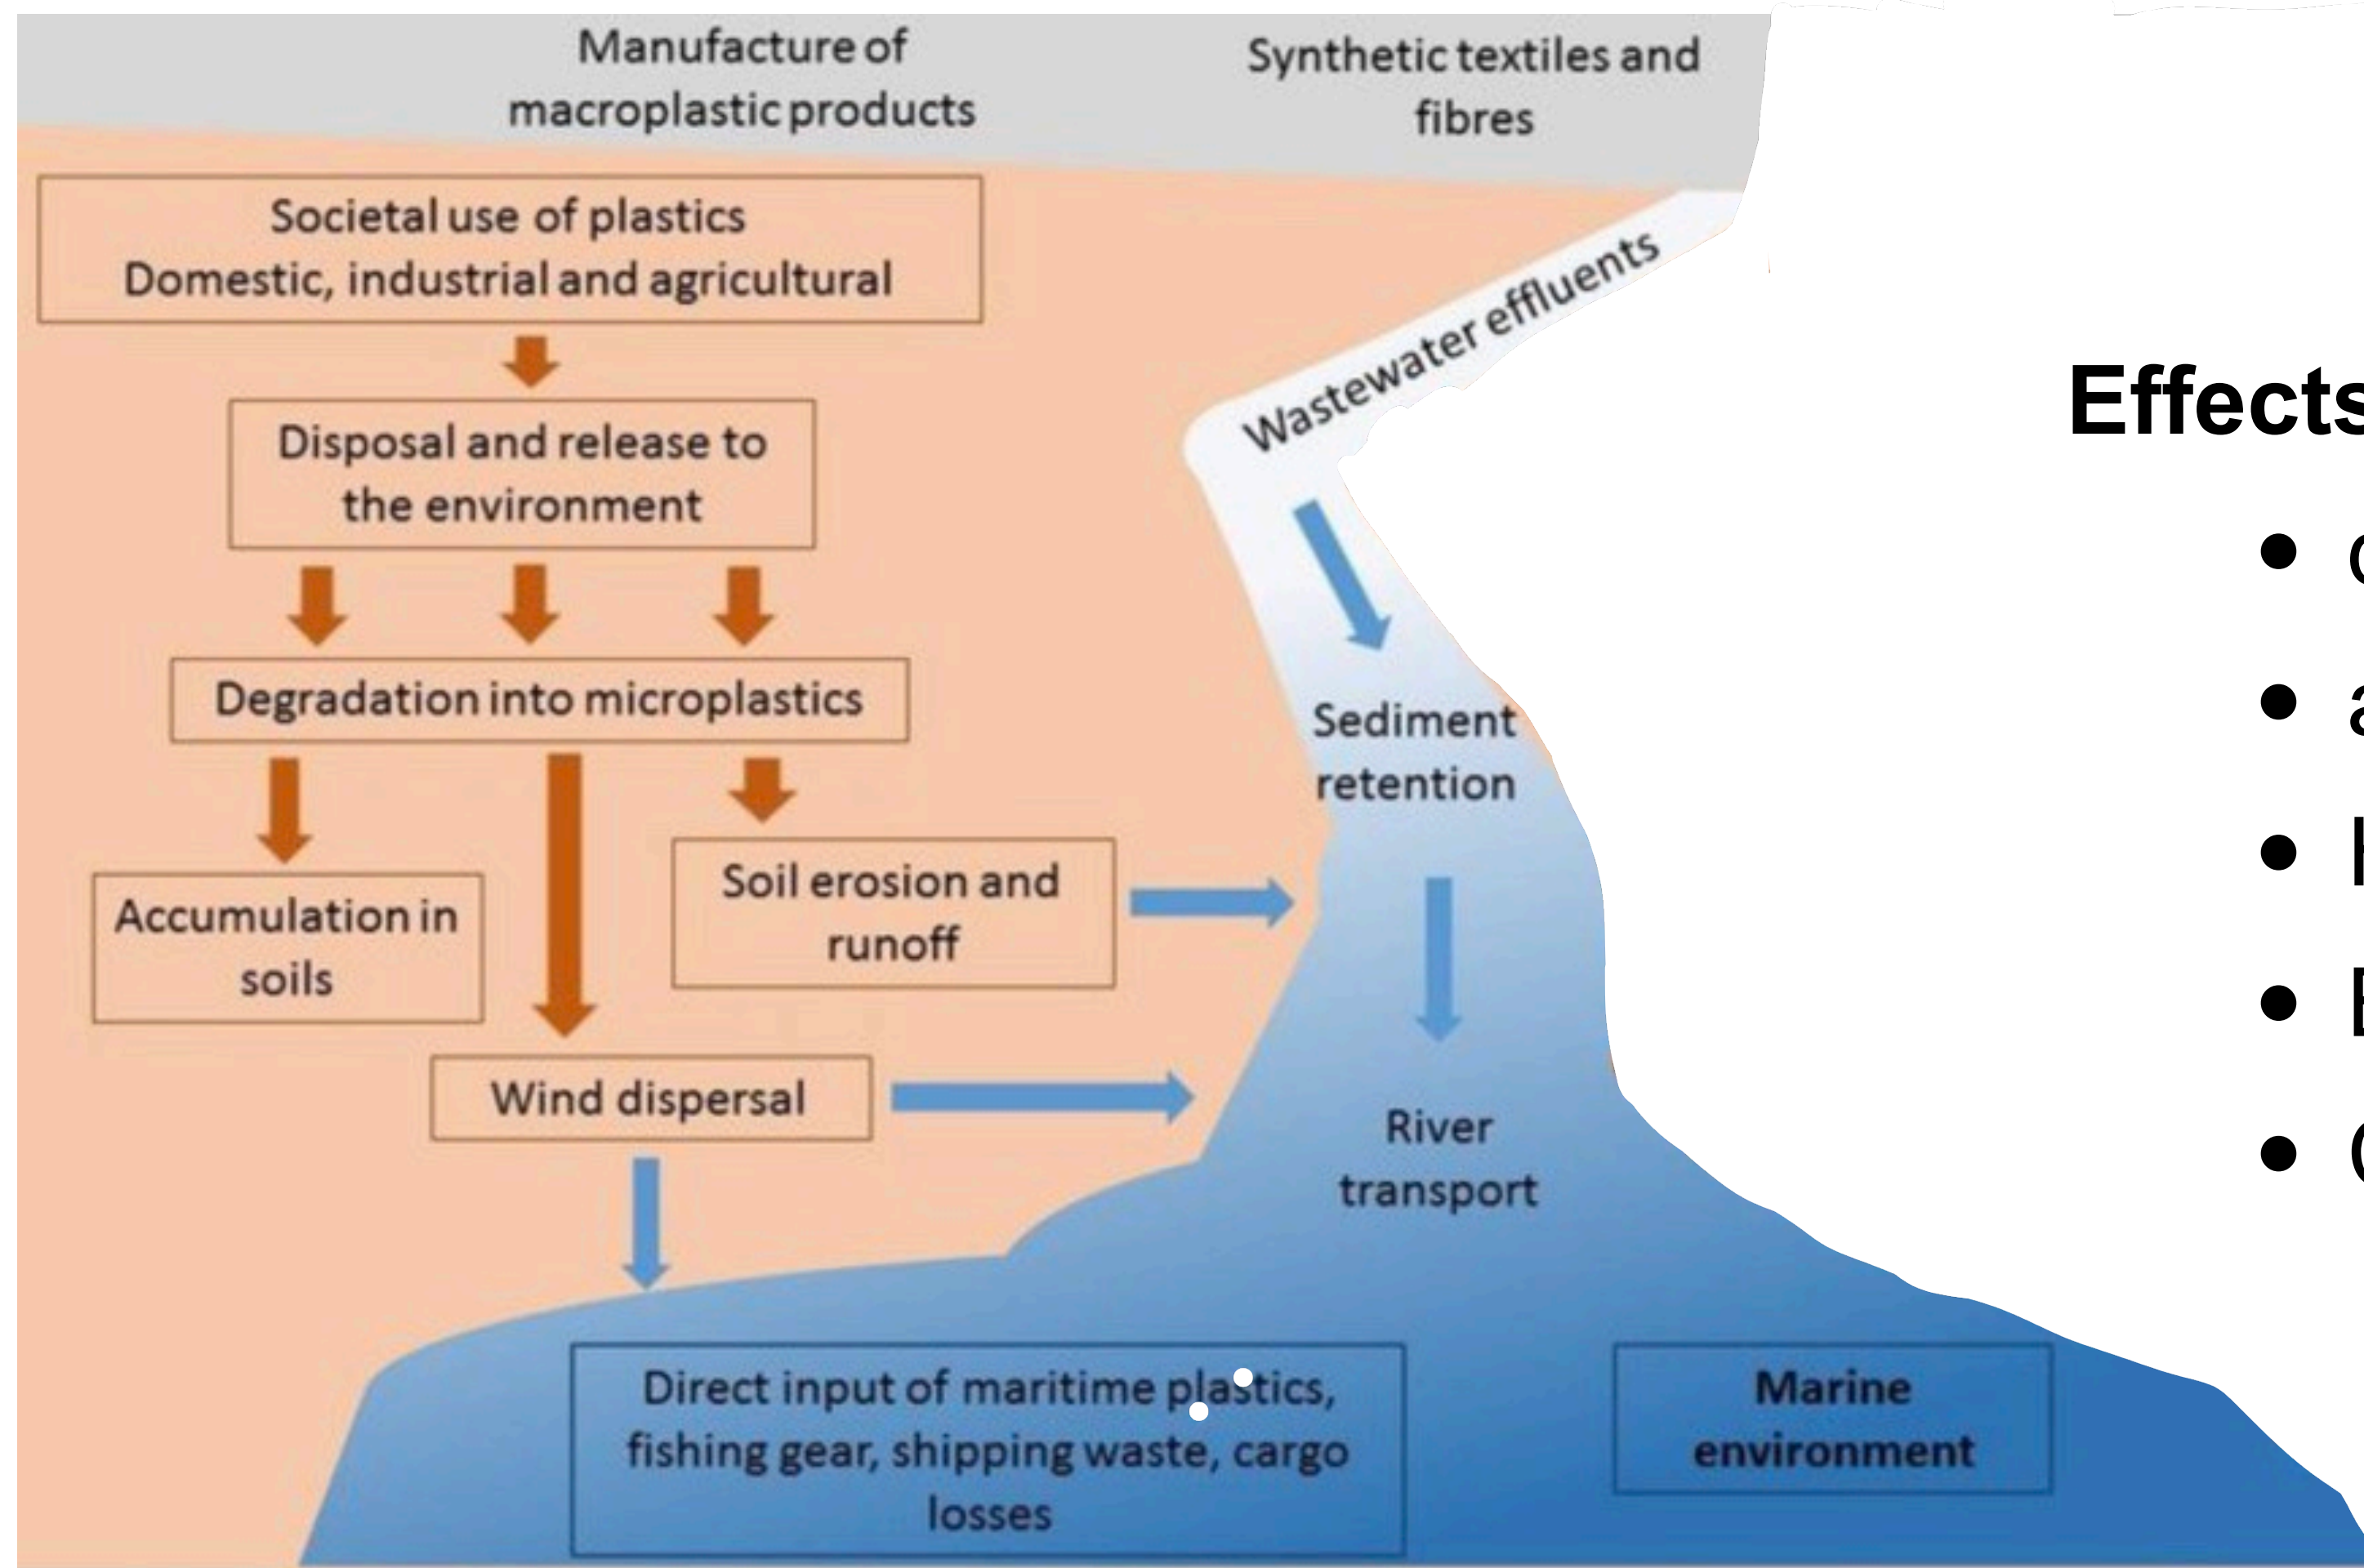 Manufacture of
macroplastic products
Synthetic textiles and
fibres
Societal use of plastics
Domestic, industrial and agricultural
Wastewater effluents
Disposal and release to
the environment
Degradation into microplastics
Sediment
retention
Accumulation in
soils
Soil erosion and
runoff
Wind dispersal
River
transport
Direct input of maritime plastics,
fishing gear, shipping waste, cargo
losses
Marine
environment
Effects